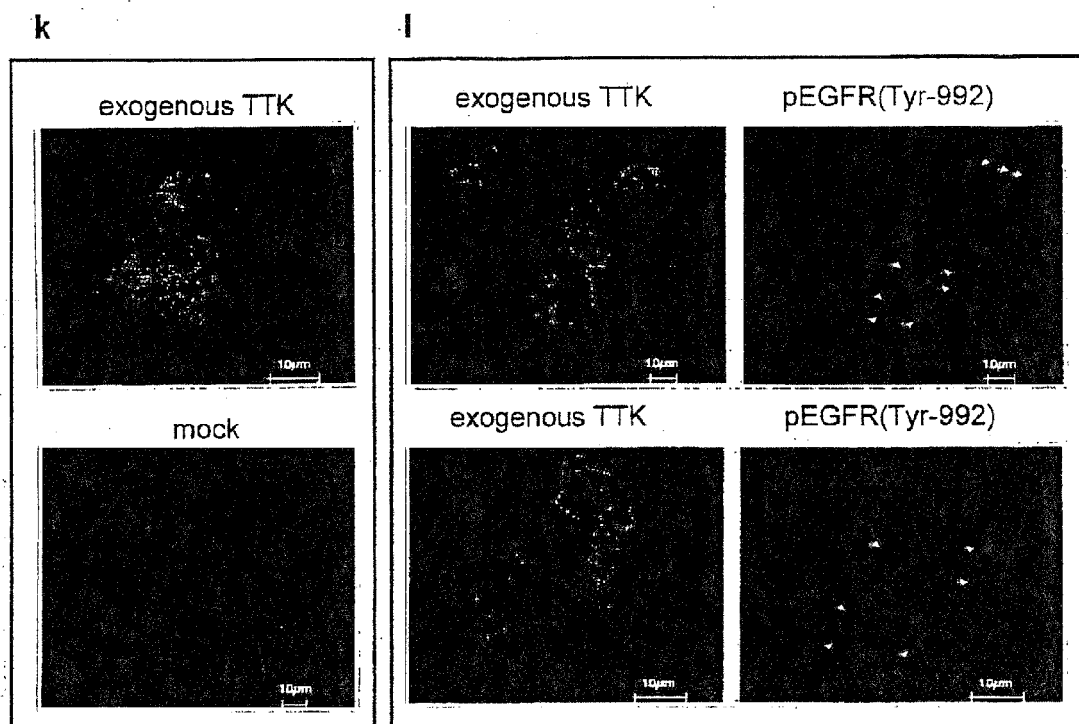 k
l
exogenous TTK
10μm
mock
10μm
exogenous TTK
pEGFR(Tyr-992)
10μm
10μm
exogenous TTK
pEGFR(Tyr-992)
10μm
10μm